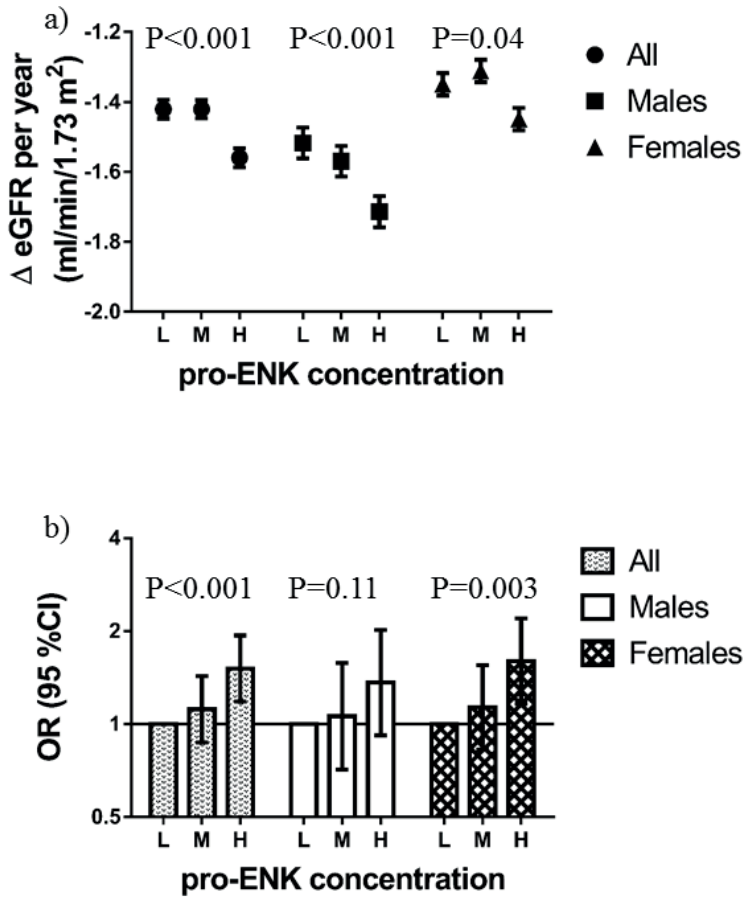 a)
-1.2
-1.4
-1.6
-1.8
-2.0
Δ eGFR per year
(ml/min/1.73 m²)
P<0.001 P<0.001 P=0.04
L M H L M H L M H
pro-ENK concentration
All
Males
Females
b)
4
2
1
0.5
OR (95 %CI)
P<0.001 P=0.11 P=0.003
L M H L M H L M H
pro-ENK concentration
All
Males
Females